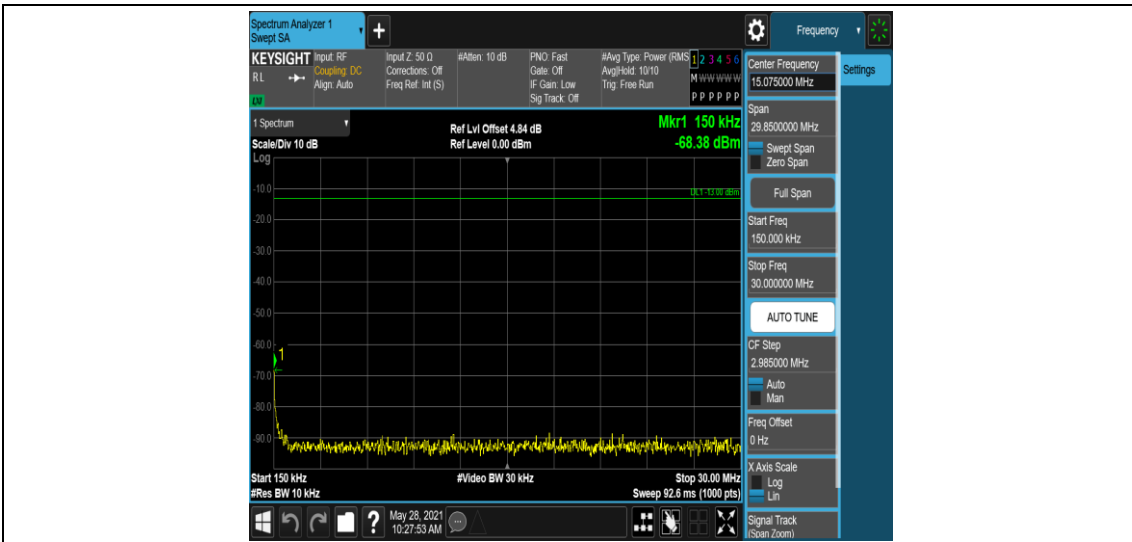 Spectrum Analyzer 1
Swept SA
+
Frequency
KEYSIGHT
RL
LXI
Input: RF
Coupling: DC
Align: Auto
Input Z: 50 Ω
Corrections: Off
Freq Ref: Int (S)
#Atten: 10 dB
PNO: Fast
Gate: Off
IF Gain: Low
Sig Track: Off
#Avg Type: Power (RMS
Avg|Hold: 10/10
Trig: Free Run
1 2 3 4 5 6
M W W W W W
P P P P P P
1 Spectrum
Scale/Div 10 dB
Log
Ref Lvl Offset 4.84 dB
Ref Level 0.00 dBm
Mkr1 150 kHz
-68.38 dBm
DL1 -13.00 dBm
-10.0
-20.0
-30.0
-40.0
-50.0
-60.0
1
-70.0
-80.0
-90.0
Start 150 kHz
#Res BW 10 kHz
#Video BW 30 kHz
Stop 30.00 MHz
Sweep 92.6 ms (1000 pts)
?
May 28, 2021
10:27:53 AM
Center Frequency
15.075000 MHz
Settings
Span
29.8500000 MHz
Swept Span
Zero Span
Full Span
Start Freq
150.000 kHz
Stop Freq
30.000000 MHz
AUTO TUNE
CF Step
2.985000 MHz
Auto
Man
Freq Offset
0 Hz
X Axis Scale
Log
Lin
Signal Track
(Span Zoom)